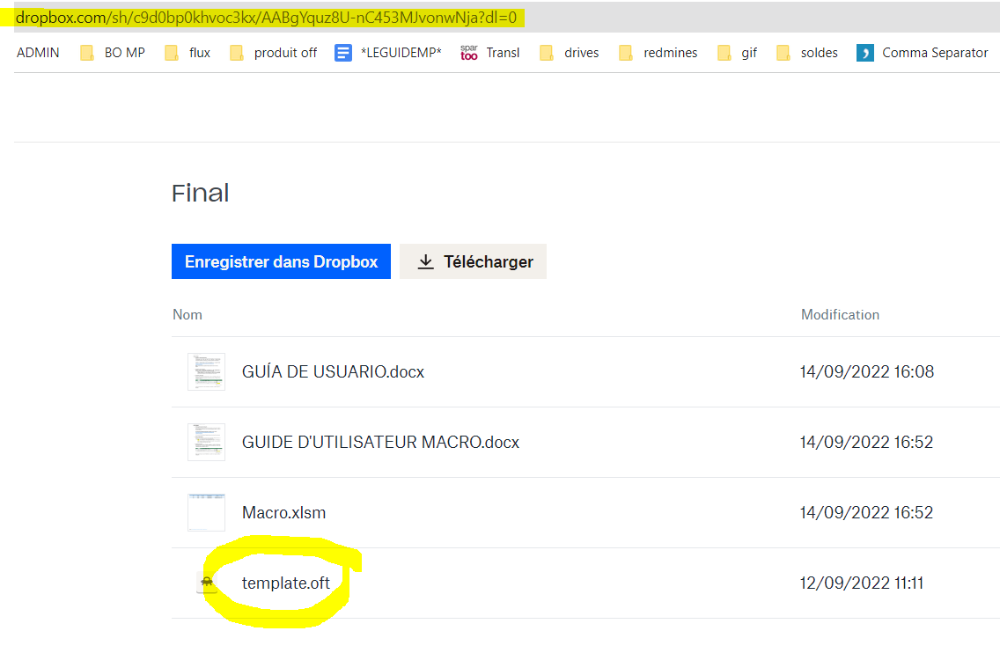 dropbox.com/sh/c9d0bp0khvoc3kx/AABgYquz8U-nC453MJvonwNja?dl=0
ADMIN BO MP flux produit off *LEGUIDEMP* spar too Transl drives redmines gif soldes Comma Separator
Final
Enregistrer dans Dropbox Télécharger
Nom Modification
GUÍA DE USUARIO.docx 14/09/2022 16:08
GUIDE D'UTILISATEUR MACRO.docx 14/09/2022 16:52
Macro.xlsm 14/09/2022 16:52
template.oft 12/09/2022 11:11